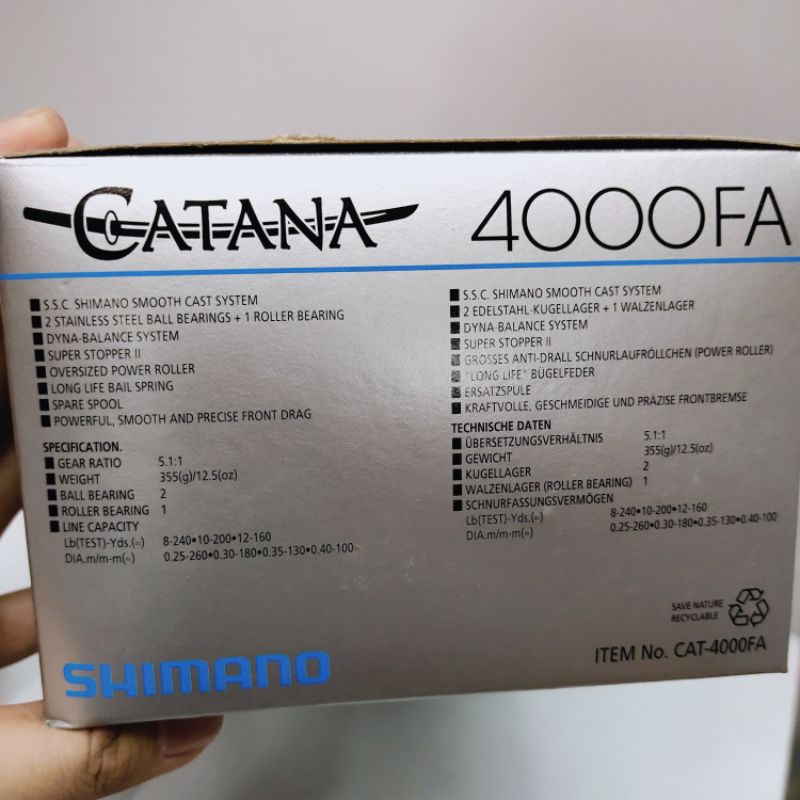 CATANA 4000FA
■ S.S.C. SHIMANO SMOOTH CAST SYSTEM
■ 2 STAINLESS STEEL BALL BEARINGS + 1 ROLLER BEARING
■ DYNA-BALANCE SYSTEM
■ SUPER STOPPER II
■ OVERSIZED POWER ROLLER
■ LONG LIFE BAIL SPRING
■ SPARE SPOOL
■ POWERFUL, SMOOTH AND PRECISE FRONT DRAG
SPECIFICATION.
■ GEAR RATIO 5.1:1
■ WEIGHT 355(g)/12.5(oz)
■ BALL BEARING 2
■ ROLLER BEARING 1
■ LINE CAPACITY
Lb(TEST)-Yds.(≈) 8-240•10-200•12-160
DIA.m/m-m(≈) 0.25-260•0.30-180•0.35-130•0.40-100
■ S.S.C. SHIMANO SMOOTH CAST SYSTEM
■ 2 EDELSTAHL-KUGELLAGER + 1 WALZENLAGER
■ DYNA-BALANCE SYSTEM
■ SUPER STOPPER II
■ GROSSES ANTI-DRALL SCHNURLAUFRÖLLCHEN (POWER ROLLER)
■ "LONG LIFE" BÜGELFEDER
■ ERSATZSPULE
■ KRAFTVOLLE, GESCHMEIDIGE UND PRÄZISE FRONTBREMSE
TECHNISCHE DATEN
■ ÜBERSETZUNGSVERHÄLTNIS 5.1:1
■ GEWICHT 355(g)/12.5(oz)
■ KUGELLAGER 2
■ WALZENLAGER (ROLLER BEARING) 1
■ SCHNURFASSUNGSVERMÖGEN
Lb(TEST)-Yds.(≈) 8-240•10-200•12-160
DIA.m/m-m(≈) 0.25-260•0.30-180•0.35-130•0.40-100
SAVE NATURE
RECYCLABLE
SHIMANO
ITEM No. CAT-4000FA